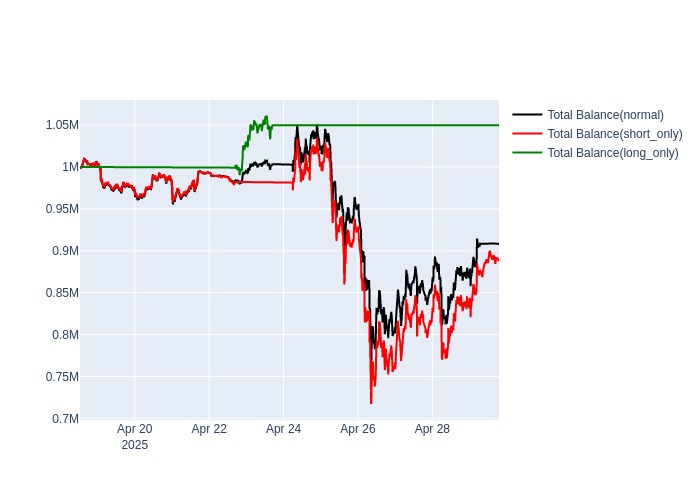 Total Balance(normal)
Total Balance(short_only)
Total Balance(long_only)
1.05M
1M
0.95M
0.9M
0.85M
0.8M
0.75M
0.7M
Apr 20
2025
Apr 22
Apr 24
Apr 26
Apr 28